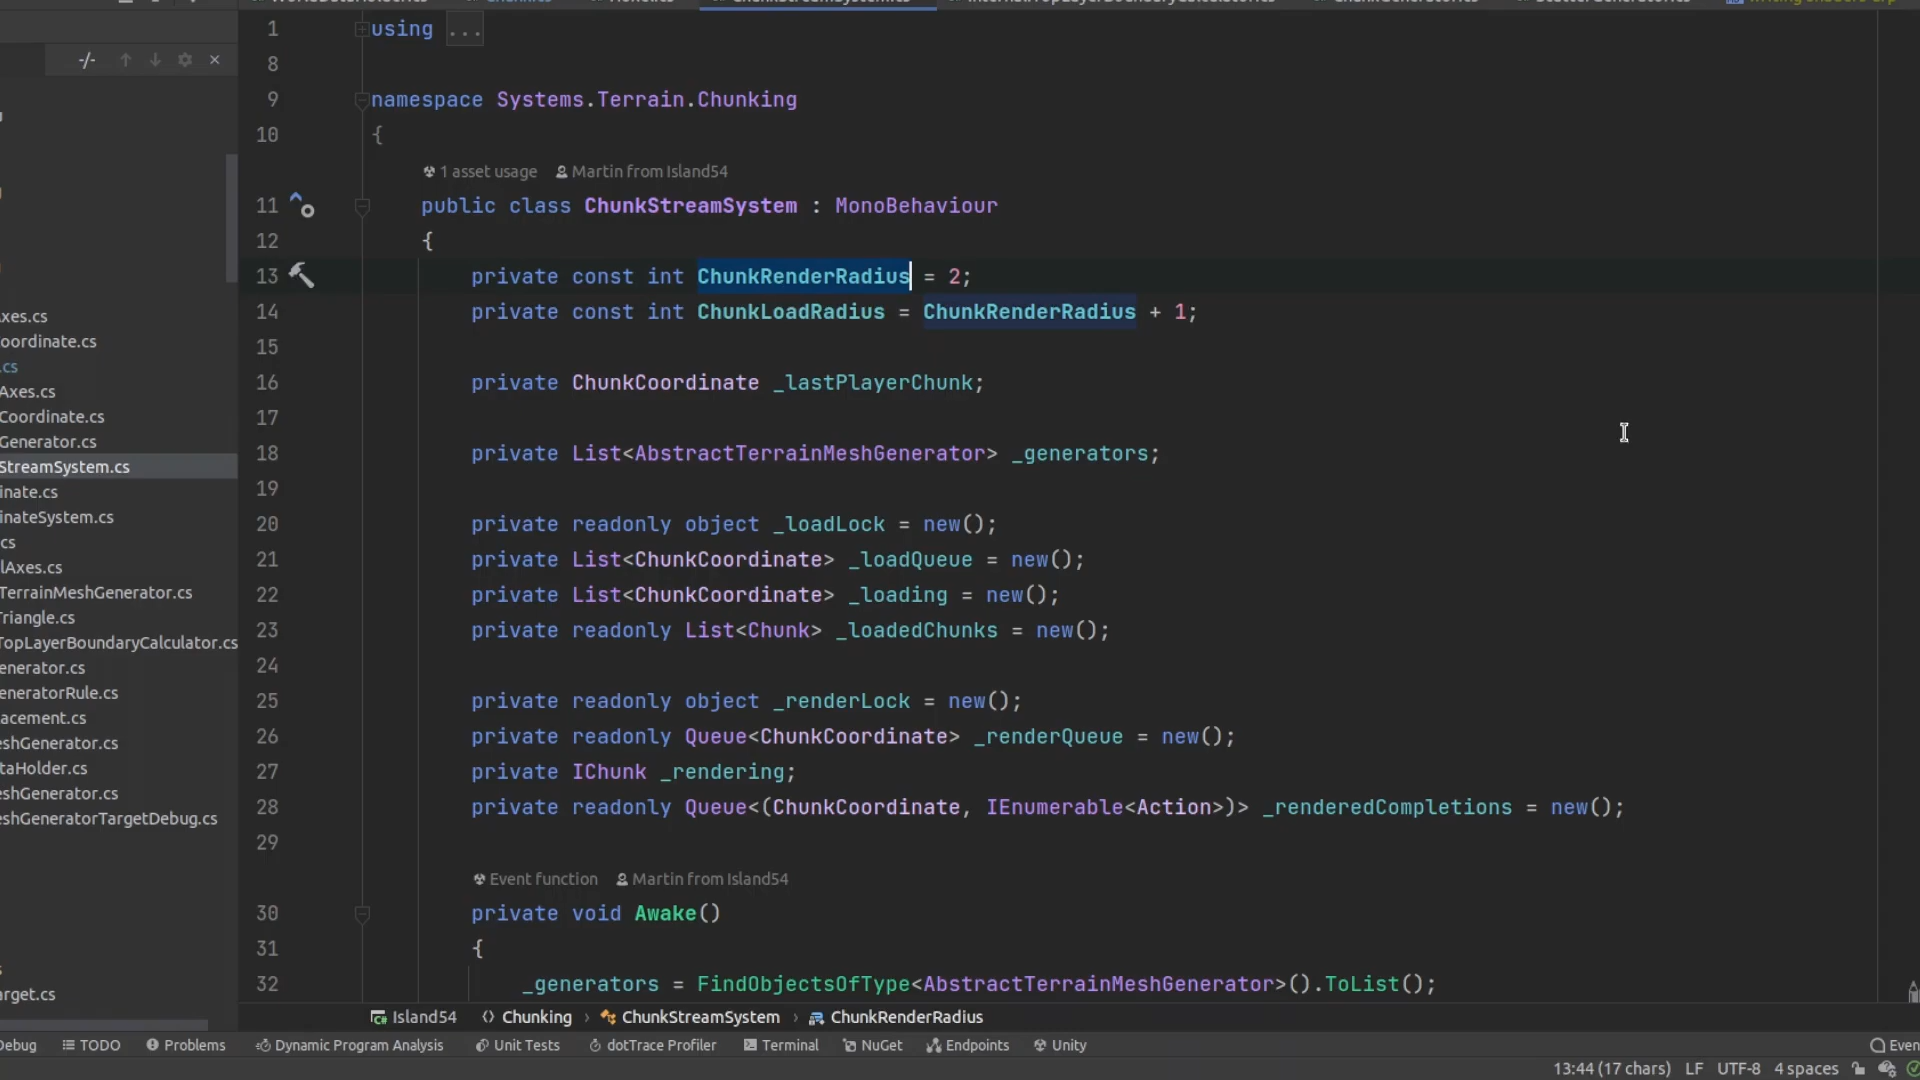 ChunkStreamSystem.cs
1 using ...
8
9 namespace Systems.Terrain.Chunking
10 {
1 asset usage Martin from Island54
11 public class ChunkStreamSystem : MonoBehaviour
12 {
13 private const int ChunkRenderRadius = 2;
14 private const int ChunkLoadRadius = ChunkRenderRadius + 1;
15
16 private ChunkCoordinate _lastPlayerChunk;
17
18 private List<AbstractTerrainMeshGenerator> _generators;
19
20 private readonly object _loadLock = new();
21 private List<ChunkCoordinate> _loadQueue = new();
22 private List<ChunkCoordinate> _loading = new();
23 private readonly List<Chunk> _loadedChunks = new();
24
25 private readonly object _renderLock = new();
26 private readonly Queue<ChunkCoordinate> _renderQueue = new();
27 private IChunk _rendering;
28 private readonly Queue<(ChunkCoordinate, IEnumerable<Action>)> _renderedCompletions = new();
29
Event function Martin from Island54
30 private void Awake()
31 {
32 _generators = FindObjectsOfType<AbstractTerrainMeshGenerator>().ToList();
-/-
xes.cs
oordinate.cs
.cs
Axes.cs
Coordinate.cs
Generator.cs
StreamSystem.cs
inate.cs
inateSystem.cs
cs
lAxes.cs
TerrainMeshGenerator.cs
Triangle.cs
TopLayerBoundaryCalculator.cs
enerator.cs
eneratorRule.cs
acement.cs
eshGenerator.cs
taHolder.cs
eshGenerator.cs
eshGeneratorTargetDebug.cs
arget.cs
Island54 Chunking › ChunkStreamSystem › ChunkRenderRadius
Debug TODO Problems Dynamic Program Analysis Unit Tests dotTrace Profiler Terminal NuGet Endpoints Unity Even
13:44 (17 chars) LF UTF-8 4 spaces